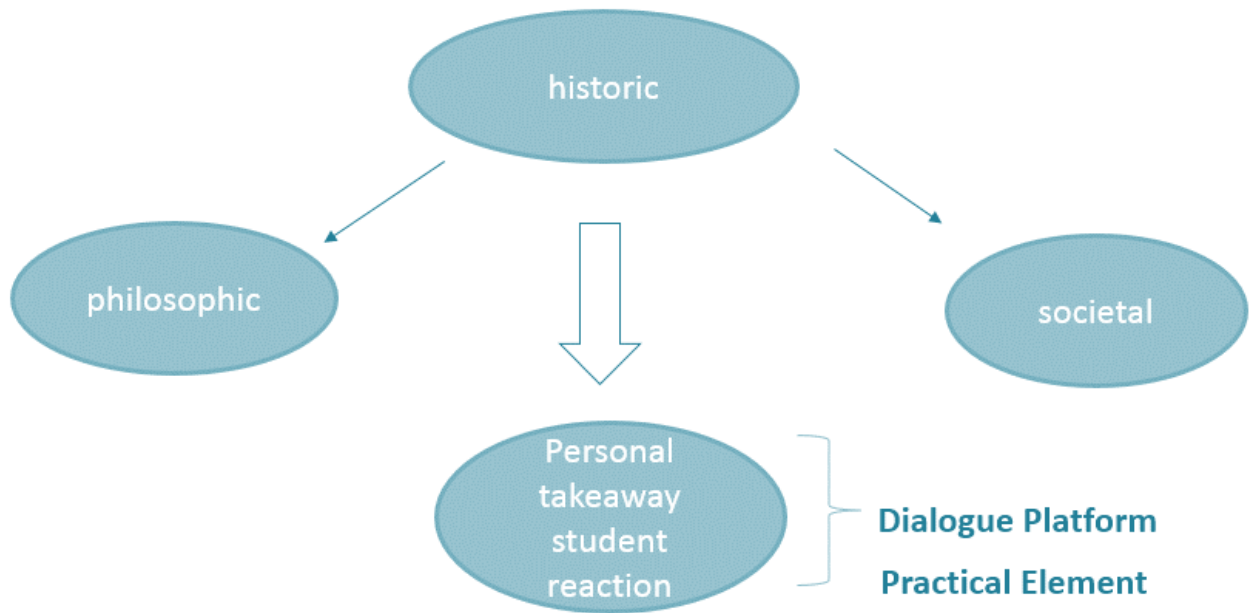 historic
philosophic
societal
Personal
takeaway
student
reaction
Dialogue Platform
Practical Element